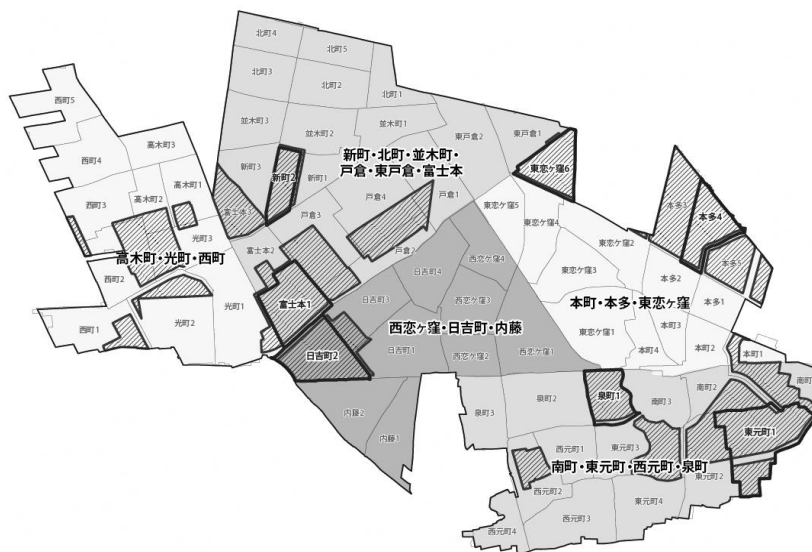 北町4
北町5
北町3
北町2
北町1
西町5
並木町3
並木町2
並木町1
東戸倉2
東戸倉1
高木町3
西町4
新町・北町・並木町・
戸倉・東戸倉・富士本
新町3
新町2
新町1
東恋ヶ窪6
高木町2
高木町1
戸倉4
戸倉1
西町3
富士本3
戸倉3
東恋ヶ窪5
東恋ヶ窪4
本多3
本多4
光町3
富士本2
戸倉2
東恋ヶ窪2
高木町・光町・西町
西町2
日吉町4
西恋ヶ窪4
東恋ヶ窪3
本多2
本多5
富士本1
日吉町3
西恋ヶ窪3
本町・本多・東恋ヶ窪
本多1
光町1
西町1
光町2
西恋ヶ窪・日吉町・内藤
東恋ヶ窪1
本町3
日吉町2
日吉町1
西恋ヶ窪2
西恋ヶ窪1
本町4
本町2
本町1
南町2
南町
泉町1
泉町2
南町3
泉町3
内藤2
内藤1
東元町1
西元町1
東元町3
南町・東元町・西元町・泉町
西元町2
東元町2
東元町4
西元町3
西元町4